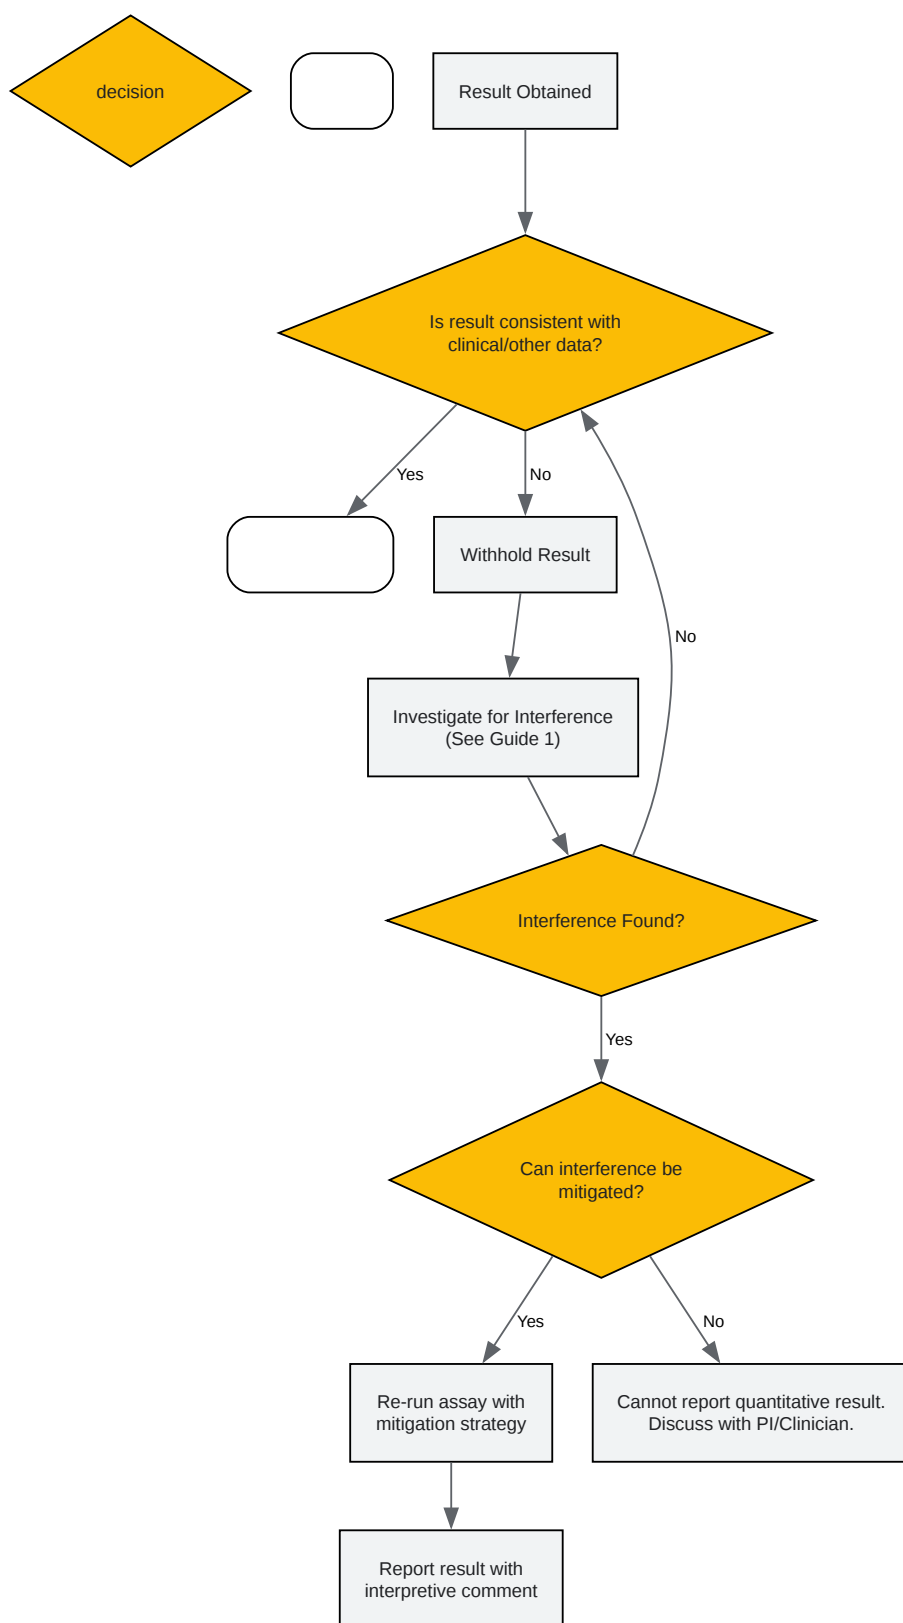 decision
Result Obtained
Is result consistent with
clinical/other data?
Yes
No
Withhold Result
No
Investigate for Interference
(See Guide 1)
Interference Found?
Yes
Can interference be
mitigated?
Yes
No
Re-run assay with
mitigation strategy
Cannot report quantitative result.
Discuss with PI/Clinician.
Report result with
interpretive comment